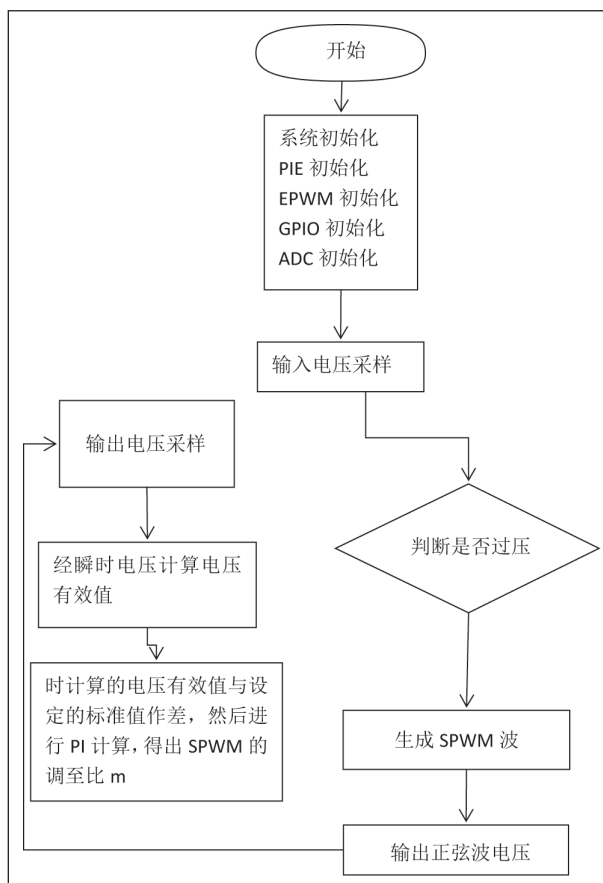 开始
系统初始化
PIE 初始化
EPWM 初始化
GPIO 初始化
ADC 初始化
输入电压采样
判断是否过压
生成 SPWM 波
输出正弦波电压
输出电压采样
经瞬时电压计算电压
有效值
时计算的电压有效值与设
定的标准值作差，然后进
行 PI 计算，得出 SPWM 的
调至比 m